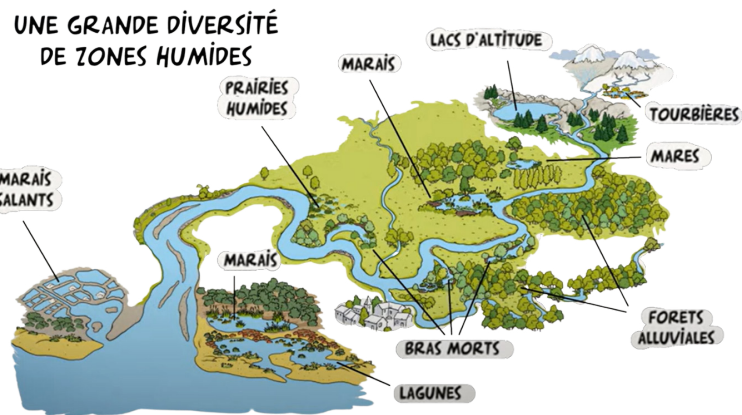 UNE GRANDE DIVERSITÉ
DE ZONES HUMIDES
LACS D'ALTITUDE
MARAIS
PRAIRIES
HUMIDES
TOURBIÈRES
MARES
MARAIS
SALANTS
MARAIS
FORETS
ALLUVIALES
BRAS MORTS
LAGUNES